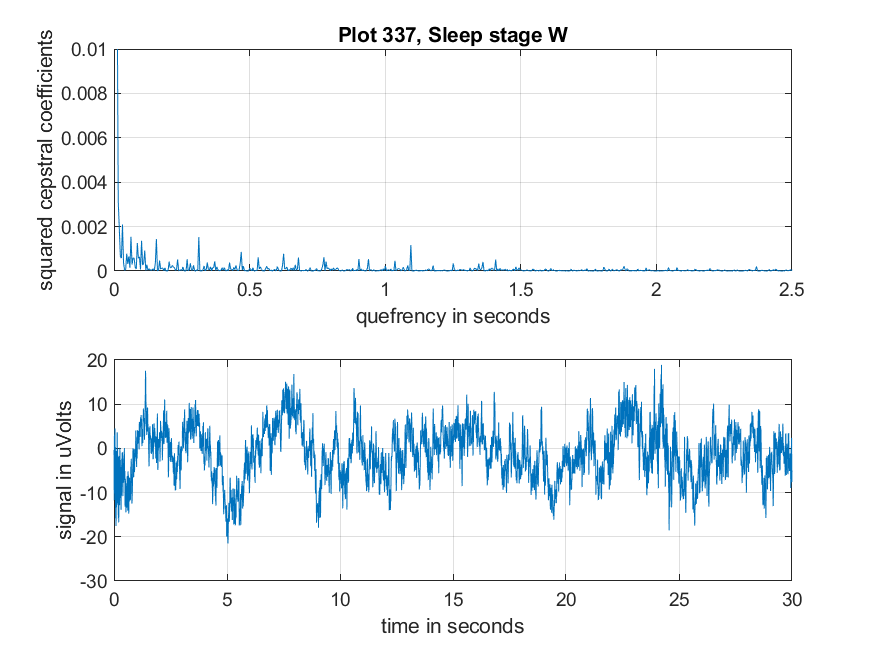 Plot 337, Sleep stage W
squared cepstral coefficients
0.01
0.008
0.006
0.004
0.002
0
0 0.5 1 1.5 2 2.5
quefrency in seconds
signal in uVolts
20
10
0
-10
-20
-30
0 5 10 15 20 25 30
time in seconds